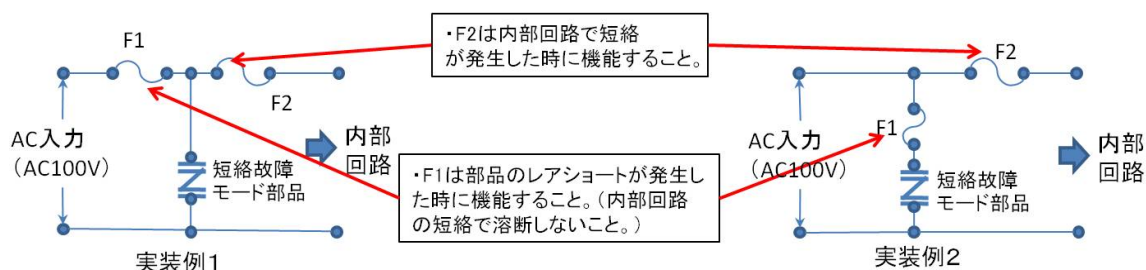 F1
F2
AC入力
（AC100V）
内部
回路
短絡故障
モード部品
実装例1
・F2は内部回路で短絡
が発生した時に機能すること。
・F1は部品のレアショートが発生し
た時に機能すること。（内部回路
の短絡で溶断しないこと。）
F2
F1
AC入力
（AC100V）
内部
回路
短絡故障
モード部品
実装例2